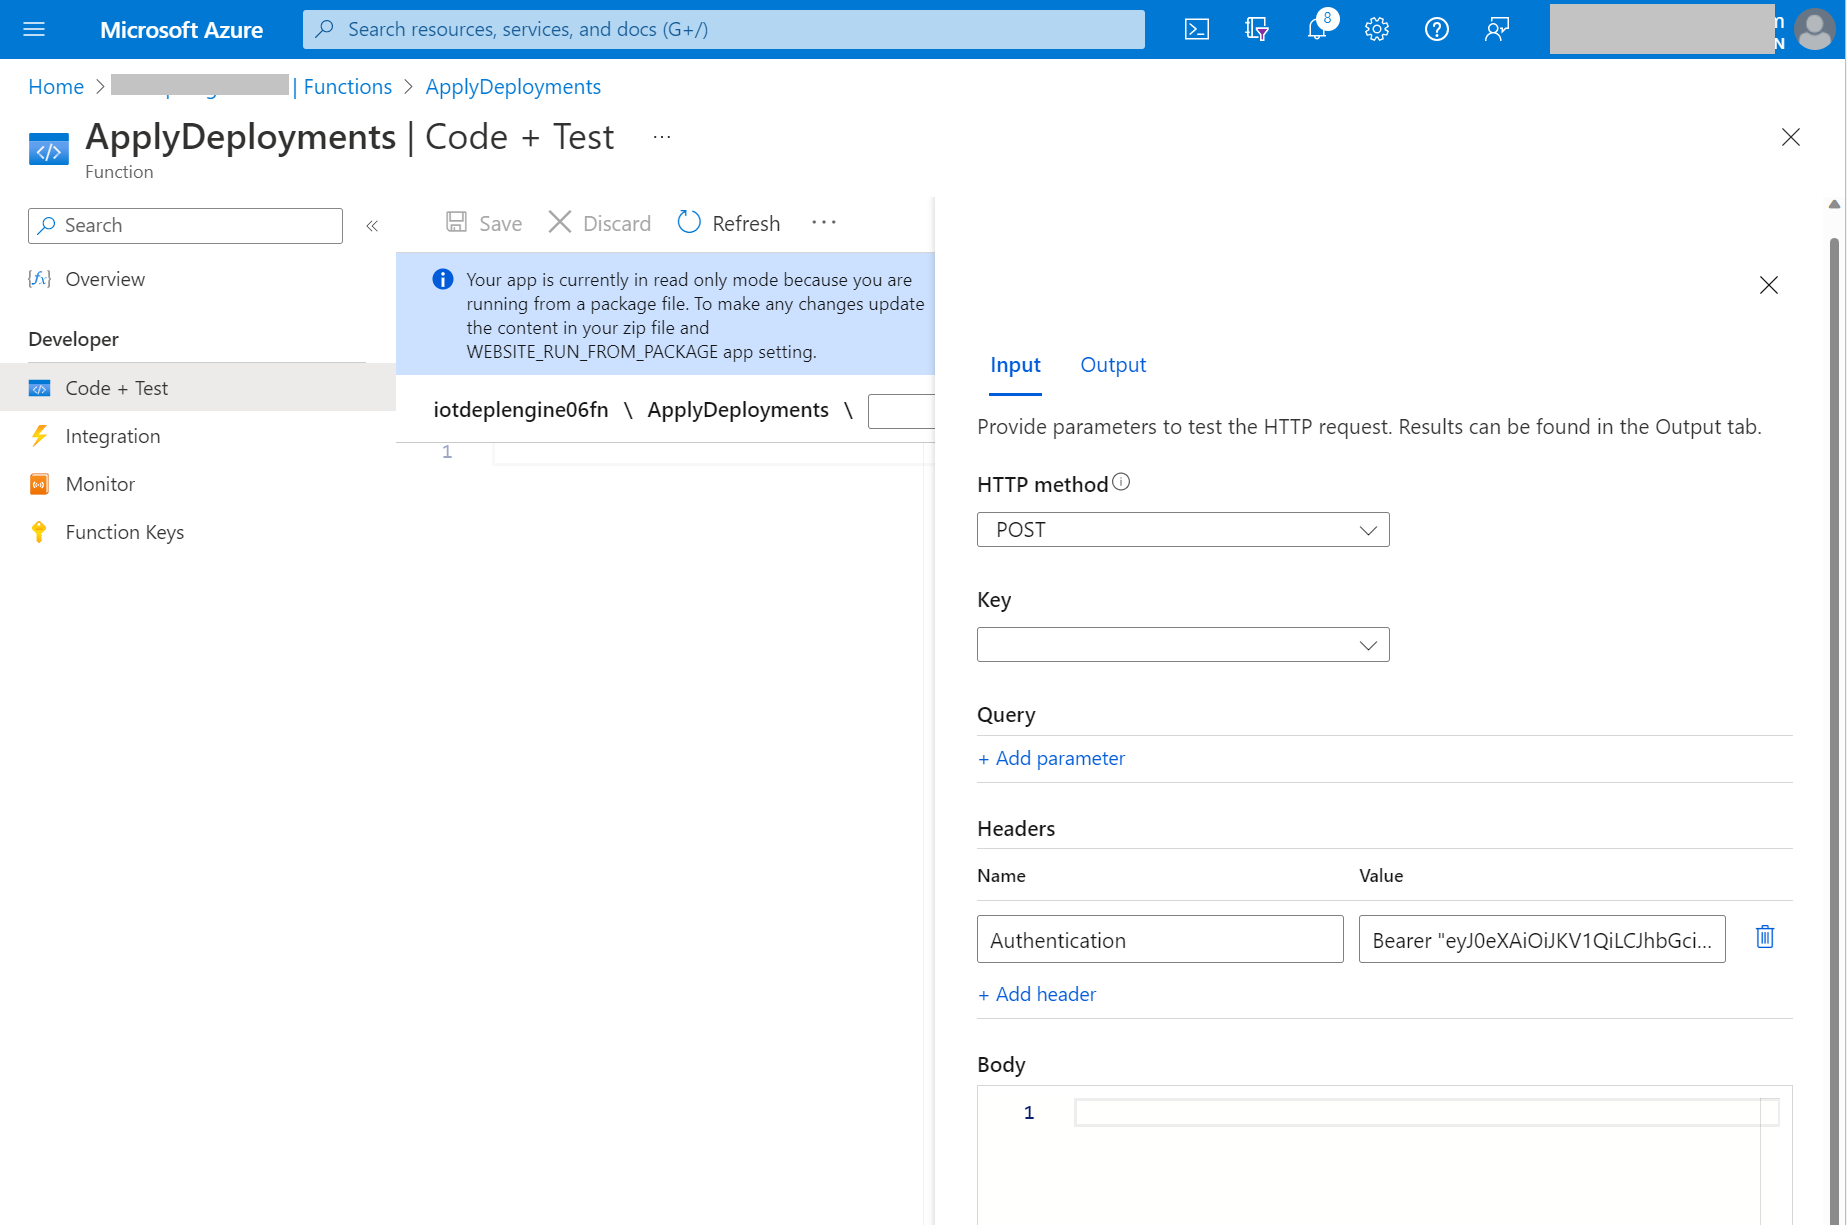 Microsoft Azure
Search resources, services, and docs (G+/)
8
Home
| Functions
ApplyDeployments
ApplyDeployments | Code + Test
Function
Search
Save
Discard
Refresh
Overview
Developer
Code + Test
Integration
Monitor
Function Keys
Your app is currently in read only mode because you are
running from a package file. To make any changes update
the content in your zip file and
WEBSITE_RUN_FROM_PACKAGE app setting.
iotdeplengine06fn \ ApplyDeployments \
1
Input
Output
Provide parameters to test the HTTP request. Results can be found in the Output tab.
HTTP method
POST
Key
Query
+ Add parameter
Headers
Name
Value
Authentication
Bearer "eyJ0eXAiOiJKV1QiLCJhbGci...
+ Add header
Body
1